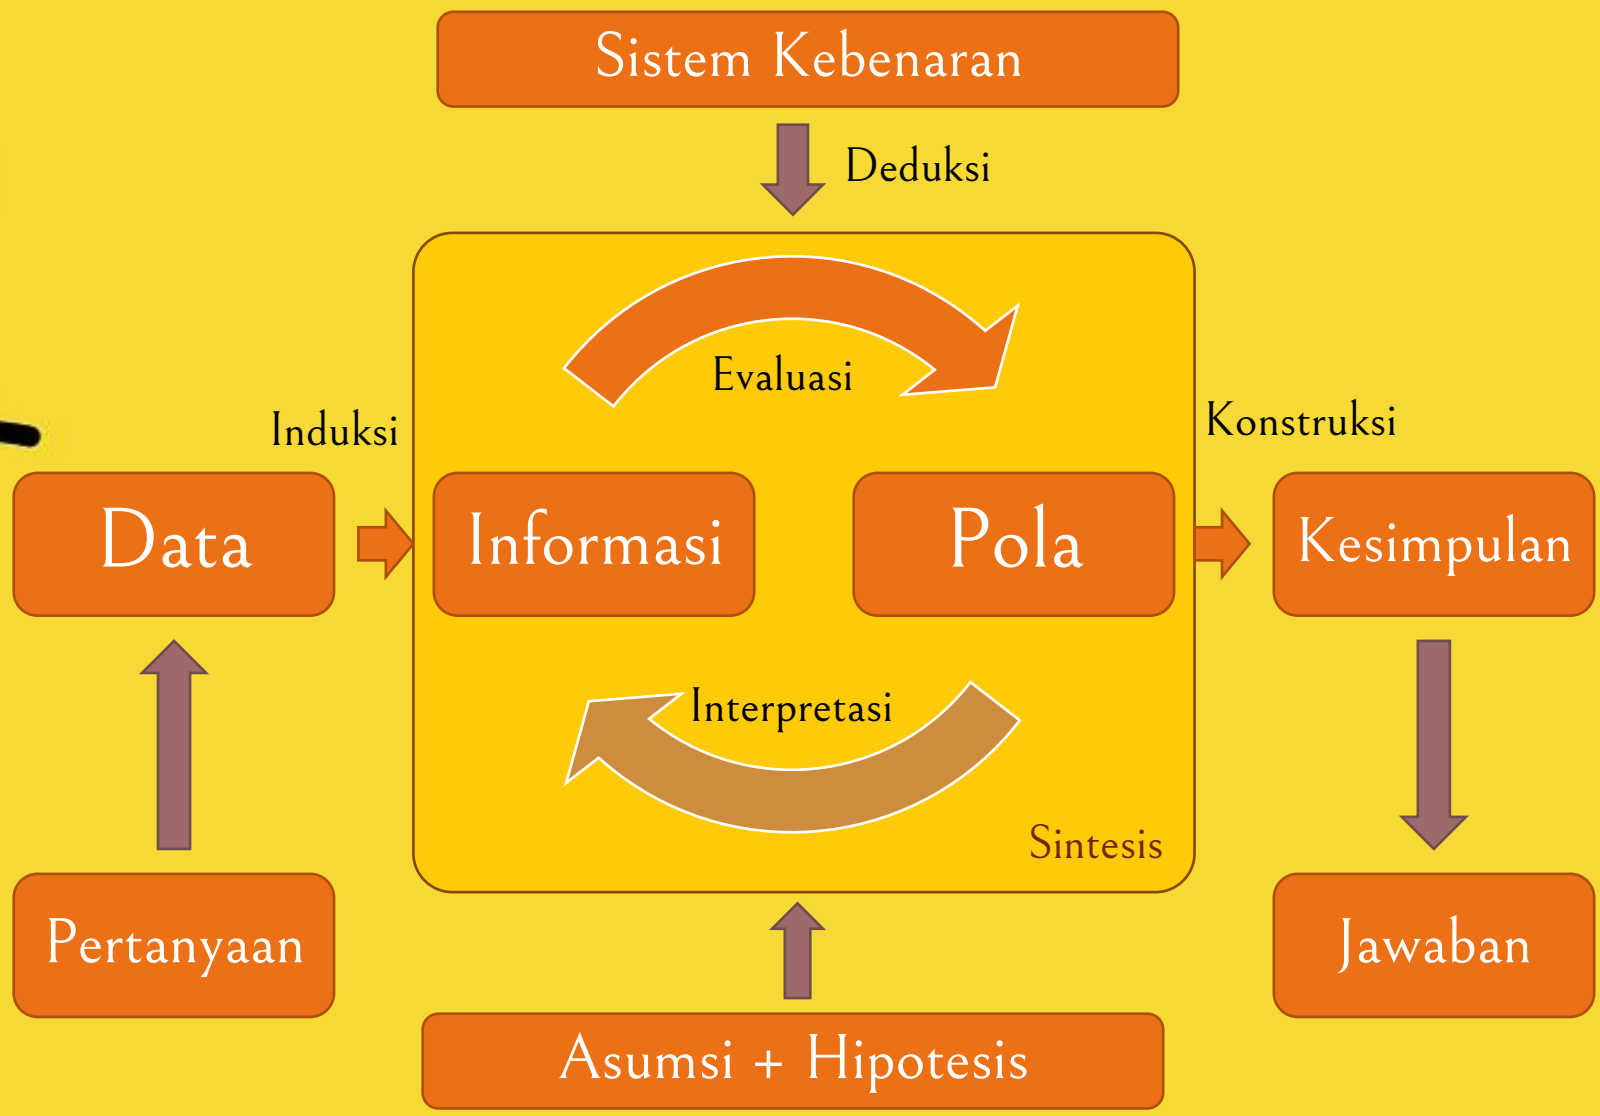 Sistem Kebenaran
Deduksi
Evaluasi
Induksi
Konstruksi
Data
Informasi
Pola
Kesimpulan
Interpretasi
Sintesis
Pertanyaan
Jawaban
Asumsi + Hipotesis